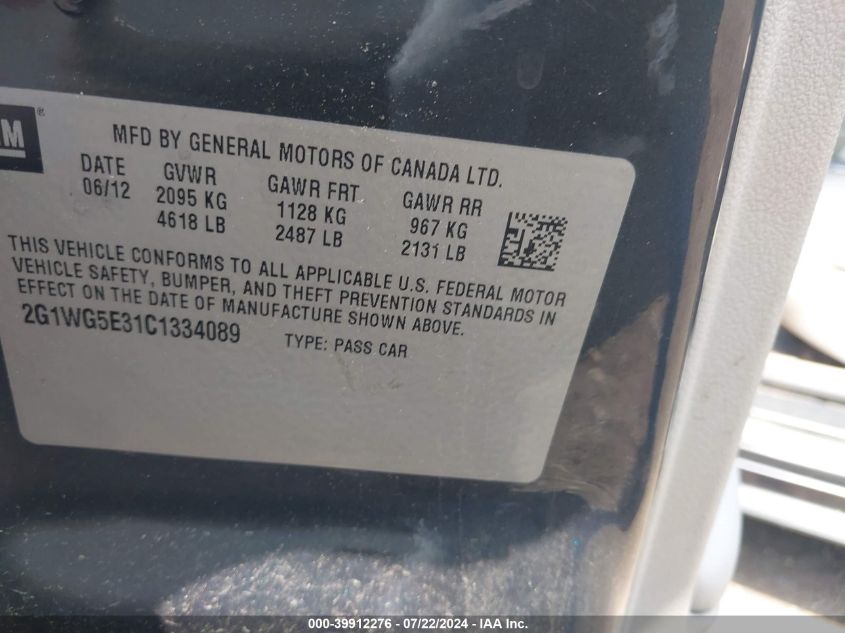 GM®
MFD BY GENERAL MOTORS OF CANADA LTD.
DATE GVWR GAWR FRT GAWR RR
06/12 2095 KG 1128 KG 967 KG
4618 LB 2487 LB 2131 LB
THIS VEHICLE CONFORMS TO ALL APPLICABLE U.S. FEDERAL MOTOR
VEHICLE SAFETY, BUMPER, AND THEFT PREVENTION STANDARDS IN
EFFECT ON THE DATE OF MANUFACTURE SHOWN ABOVE.
2G1WG5E31C1334089 TYPE: PASS CAR
000-39912276 - 07/22/2024 - IAA Inc.